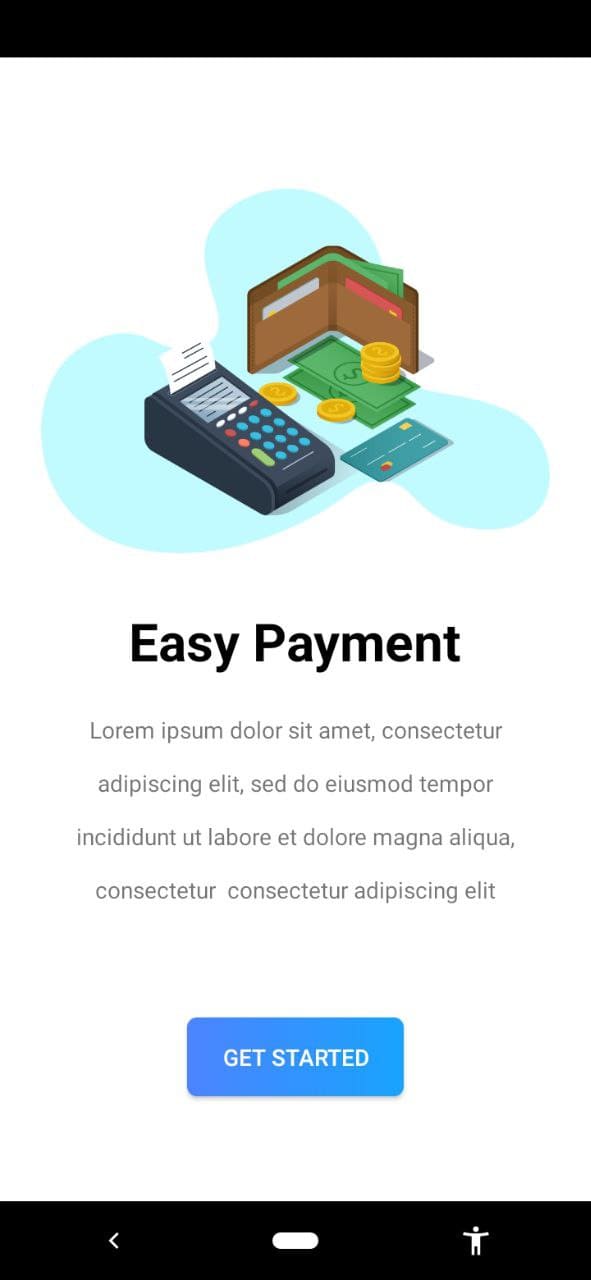 Easy Payment
Lorem ipsum dolor sit amet, consectetur
adipiscing elit, sed do eiusmod tempor
incididunt ut labore et dolore magna aliqua,
consectetur  consectetur adipiscing elit
GET STARTED